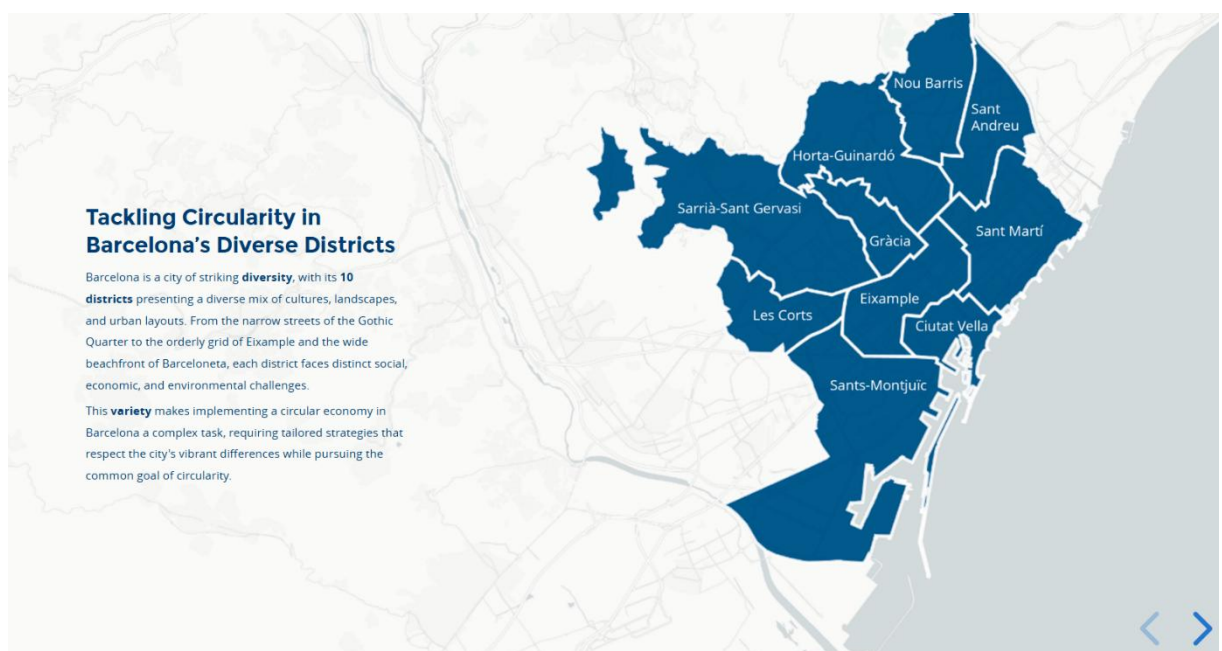 Tackling Circularity in
Barcelona's Diverse Districts
Barcelona is a city of striking diversity, with its 10
districts presenting a diverse mix of cultures, landscapes,
and urban layouts. From the narrow streets of the Gothic
Quarter to the orderly grid of Eixample and the wide
beachfront of Barceloneta, each district faces distinct social,
economic, and environmental challenges.
This variety makes implementing a circular economy in
Barcelona a complex task, requiring tailored strategies that
respect the city's vibrant differences while pursuing the
common goal of circularity.
Nou Barris
Sant
Andreu
Horta-Guinardó
Sarrià-Sant Gervasi
Gràcia
Sant Martí
Eixample
Les Corts
Ciutat Vella
Sants-Montjuïc